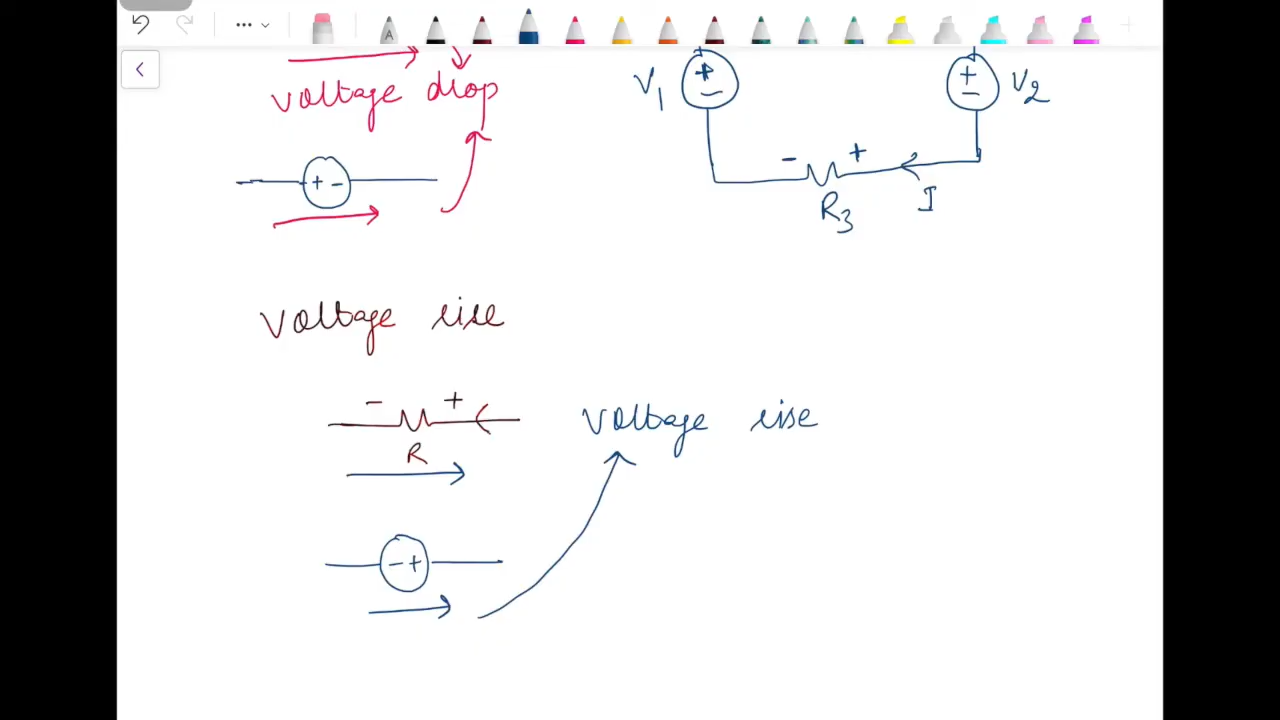 voltage drop
+ -
V1
+
-
+
-
V2
- +
R3
I
voltage rise
- +
R
voltage rise
- +